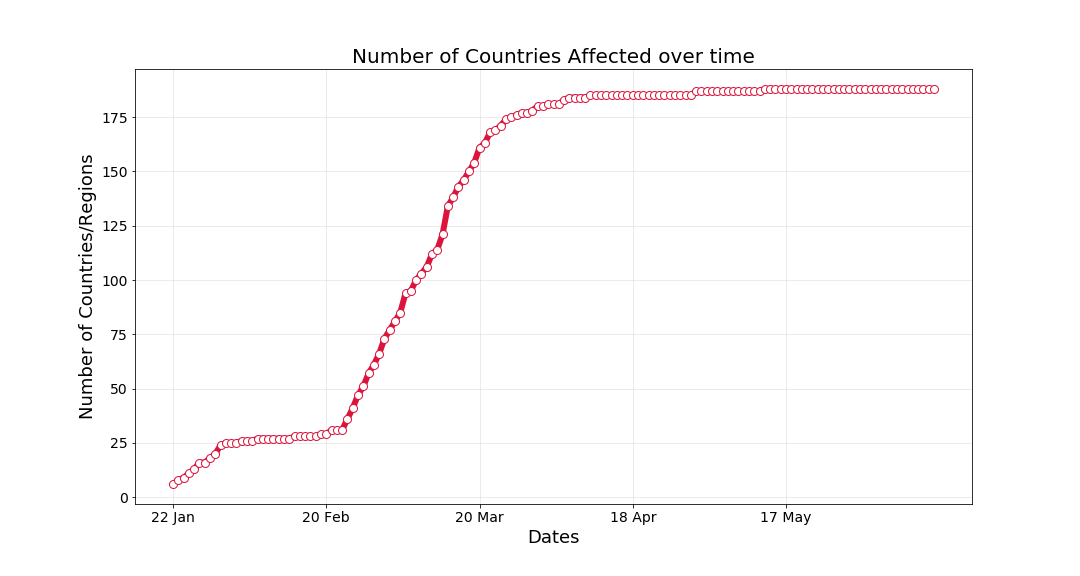 Number of Countries Affected over time
Number of Countries/Regions
175
150
125
100
75
50
25
0
22 Jan
20 Feb
20 Mar
18 Apr
17 May
Dates